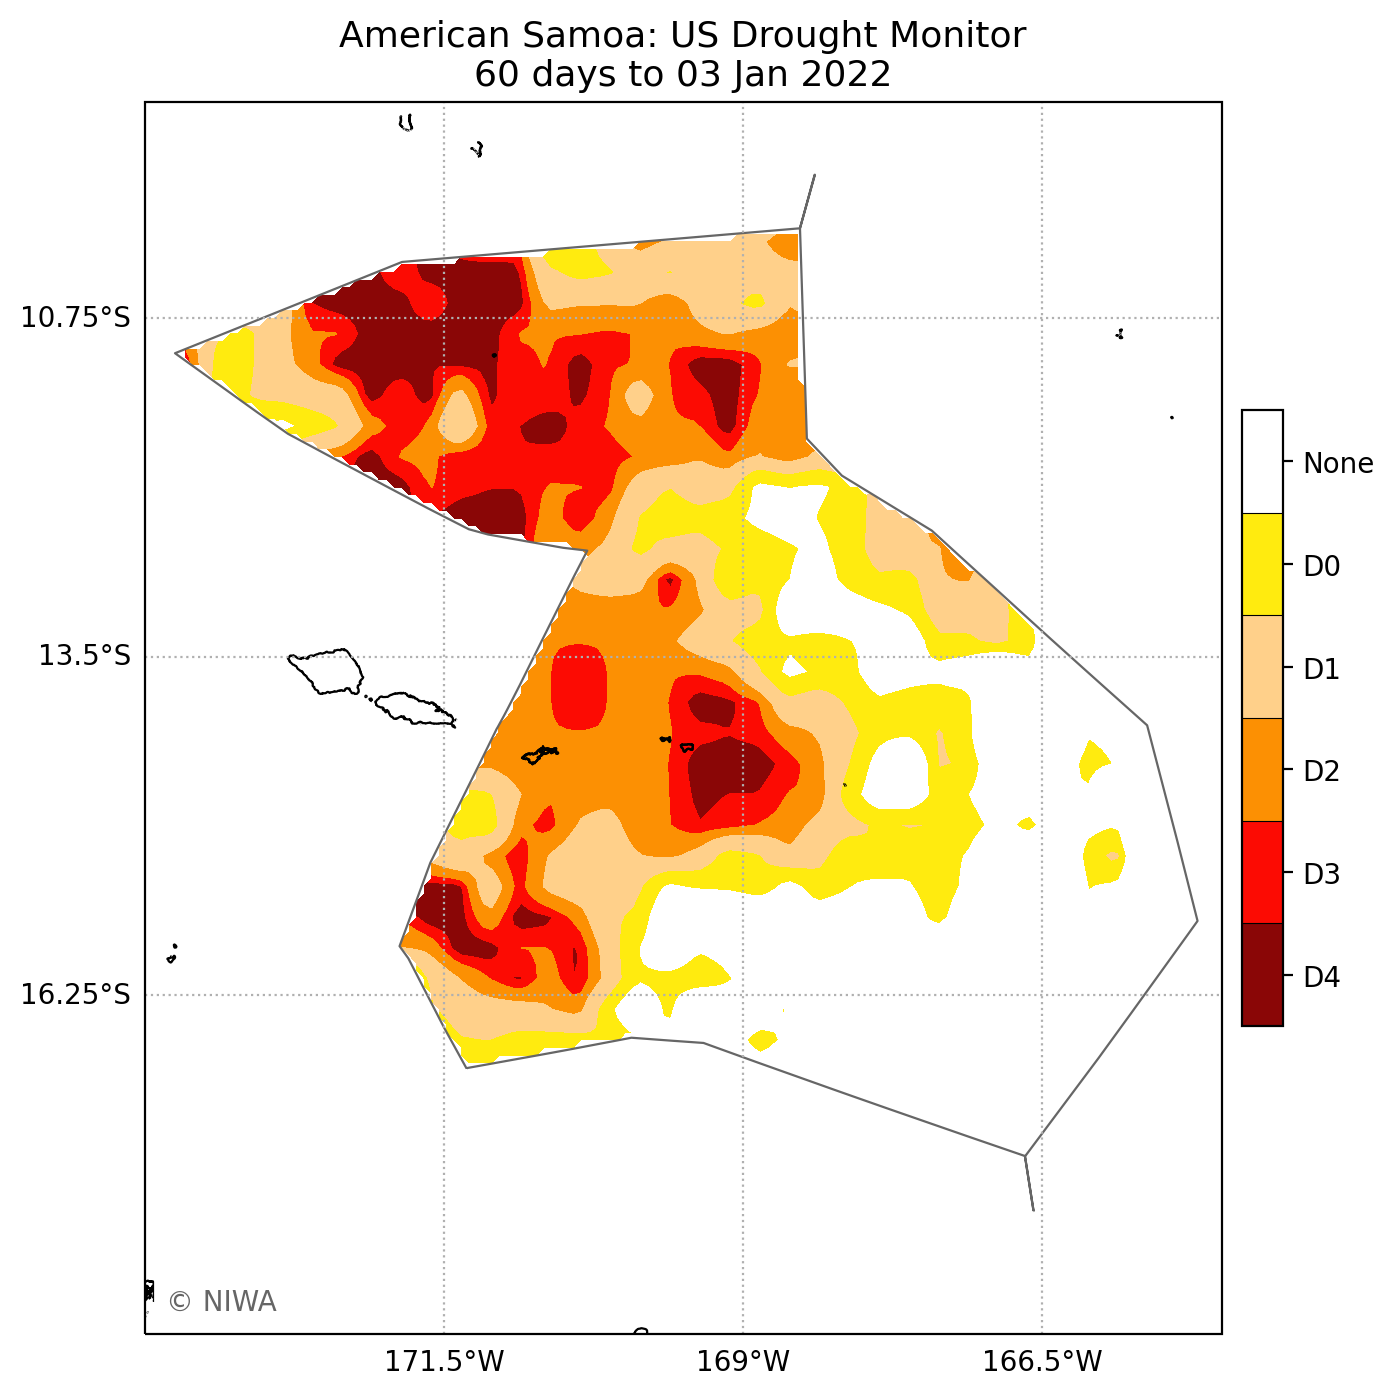 American Samoa: US Drought Monitor
60 days to 03 Jan 2022
10.75°S
13.5°S
16.25°S
171.5°W
169°W
166.5°W
None
D0
D1
D2
D3
D4
© NIWA